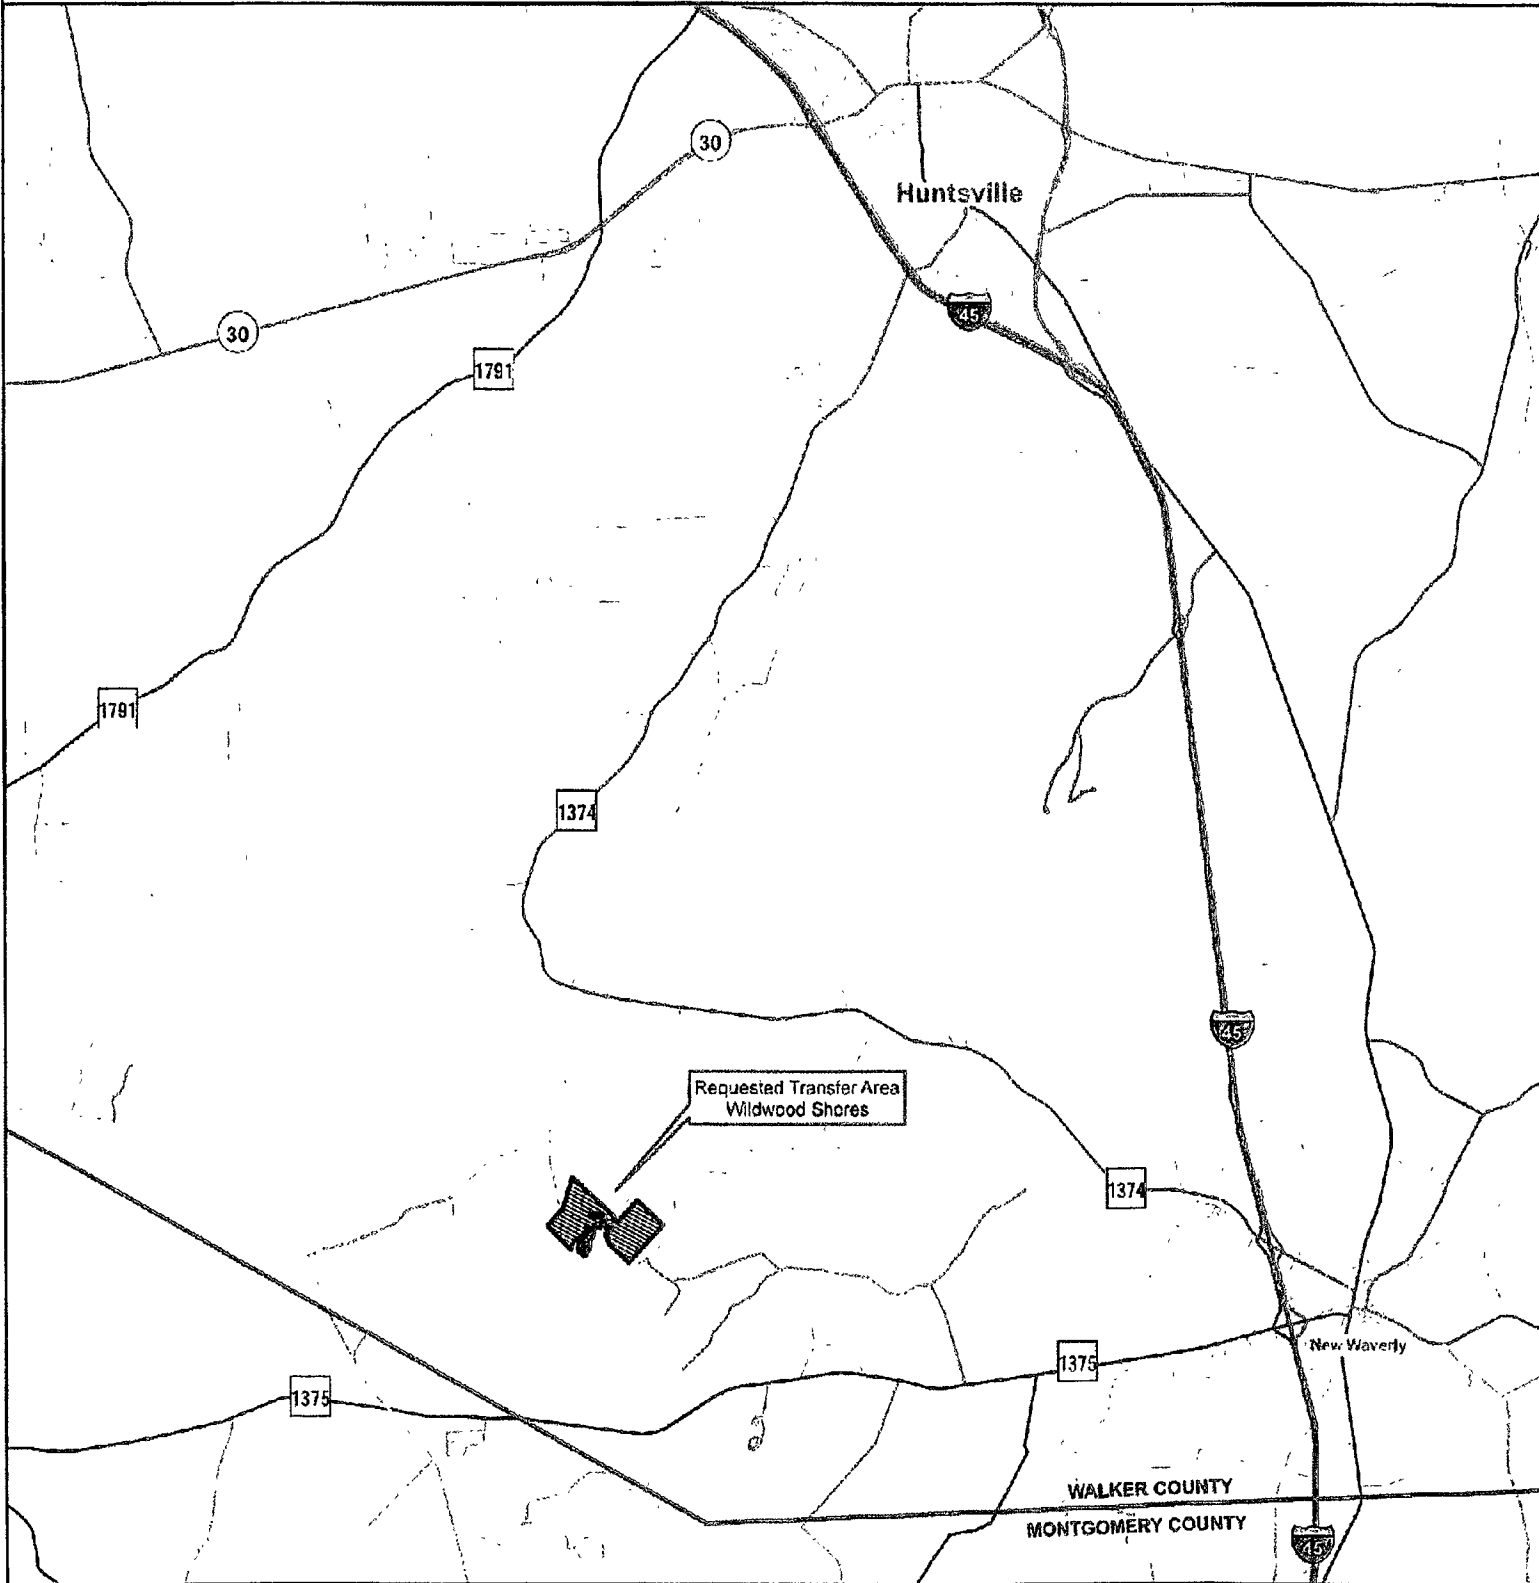 30
Huntsville
45
30
1791
1791
1374
45
Requested Transfer Area
Wildwood Shores
1374
New Waverly
1375
1375
WALKER COUNTY
MONTGOMERY COUNTY
45